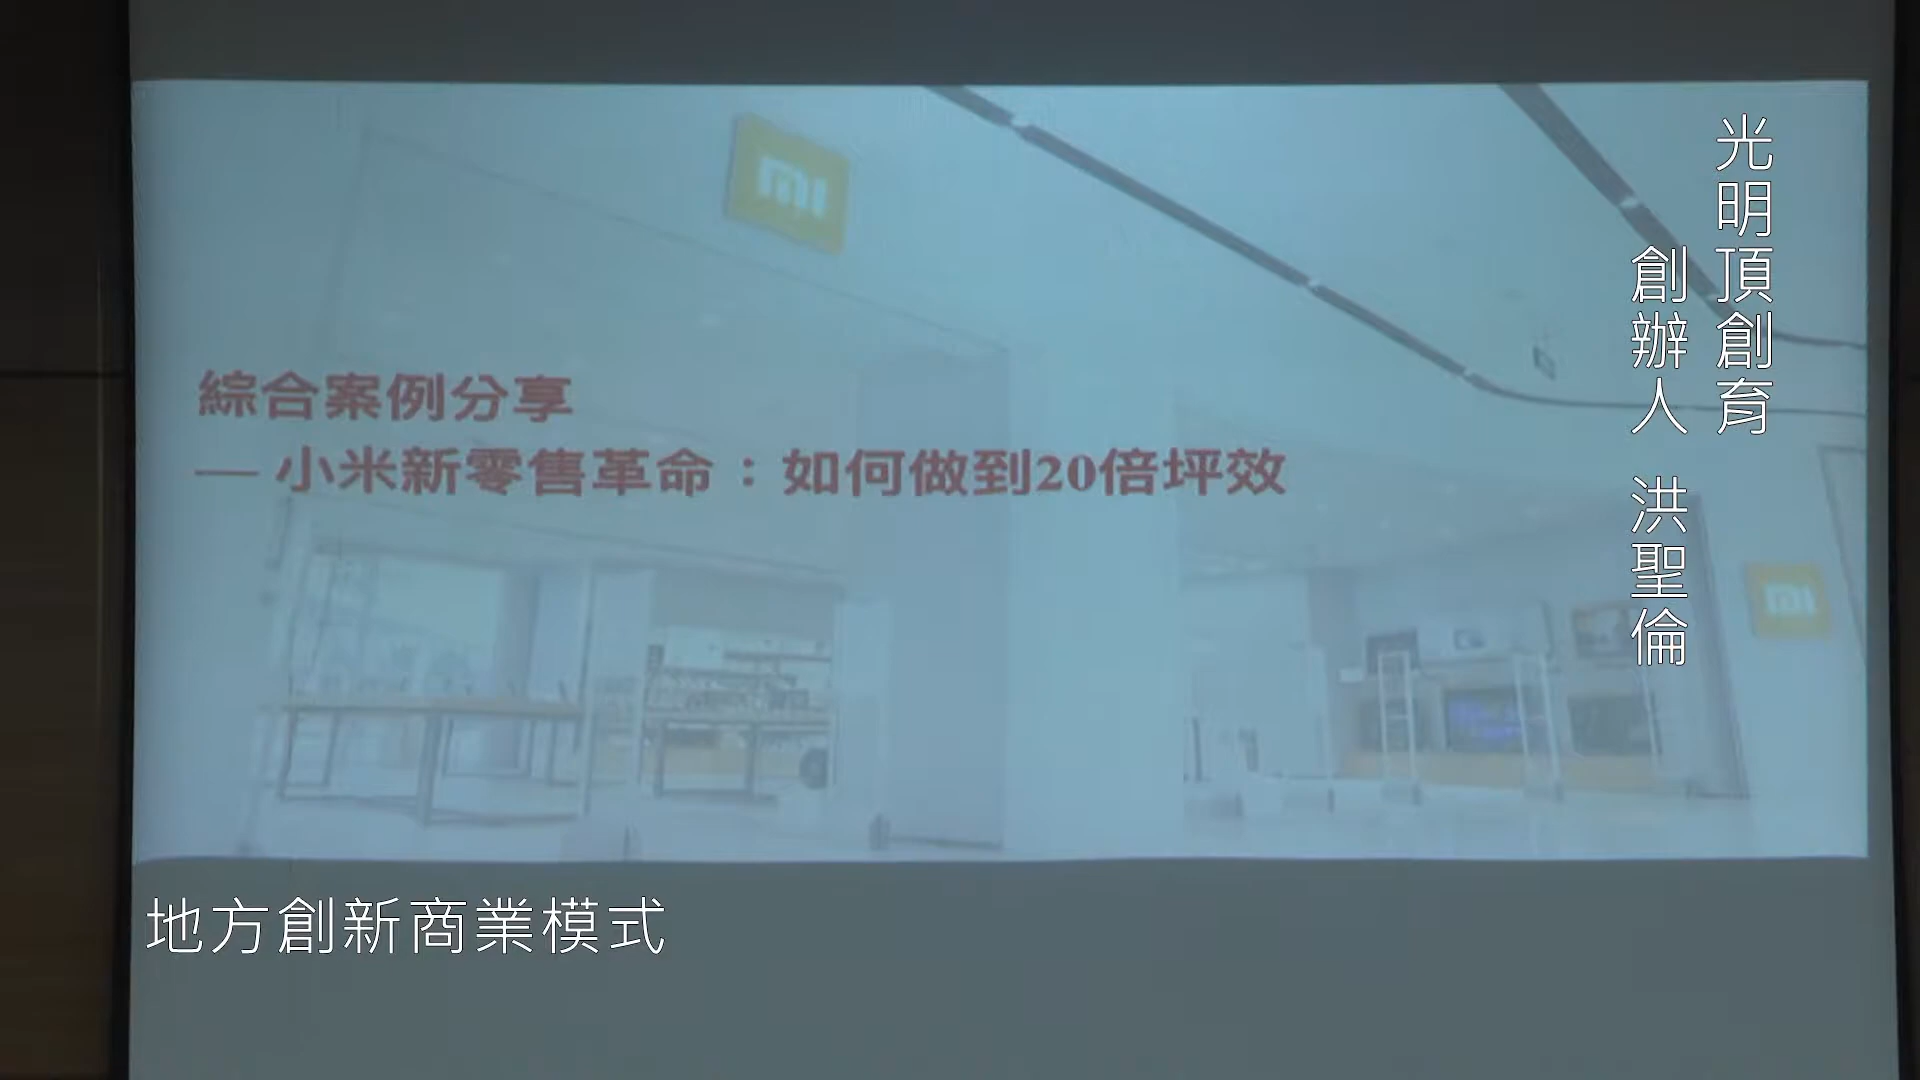 光明頂創育
創辦人 洪聖倫
mi
綜合案例分享
— 小米新零售革命：如何做到20倍坪效
mi
地方創新商業模式